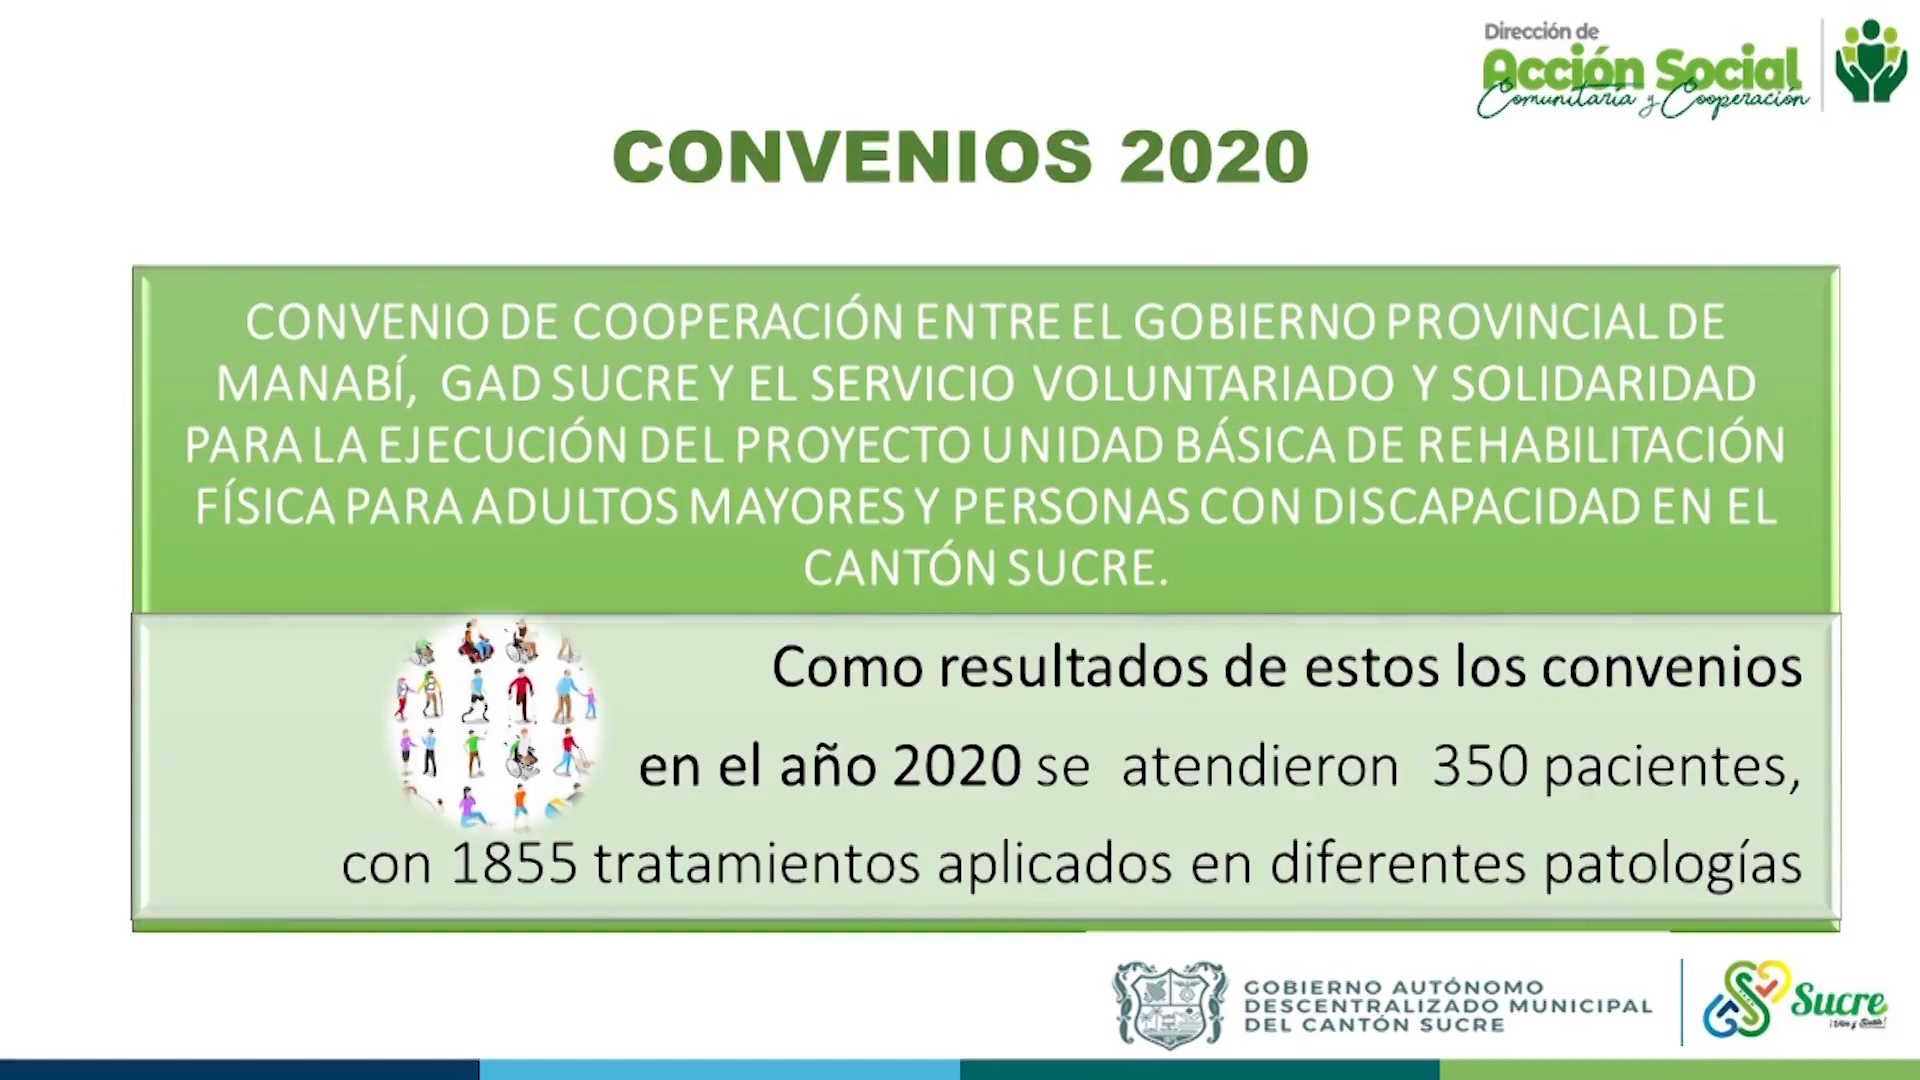 Dirección de
Acción Social
Comunitaria y Cooperación
CONVENIOS 2020
CONVENIO DE COOPERACIÓN ENTRE EL GOBIERNO PROVINCIAL DE
MANABÍ, GAD SUCRE Y EL SERVICIO VOLUNTARIADO Y SOLIDARIDAD
PARA LA EJECUCIÓN DEL PROYECTO UNIDAD BÁSICA DE REHABILITACIÓN
FÍSICA PARA ADULTOS MAYORES Y PERSONAS CON DISCAPACIDAD EN EL
CANTÓN SUCRE.
Como resultados de estos los convenios
en el año 2020 se atendieron 350 pacientes,
con 1855 tratamientos aplicados en diferentes patologías
GOBIERNO AUTÓNOMO
DESCENTRALIZADO MUNICIPAL
DEL CANTÓN SUCRE
Sucre